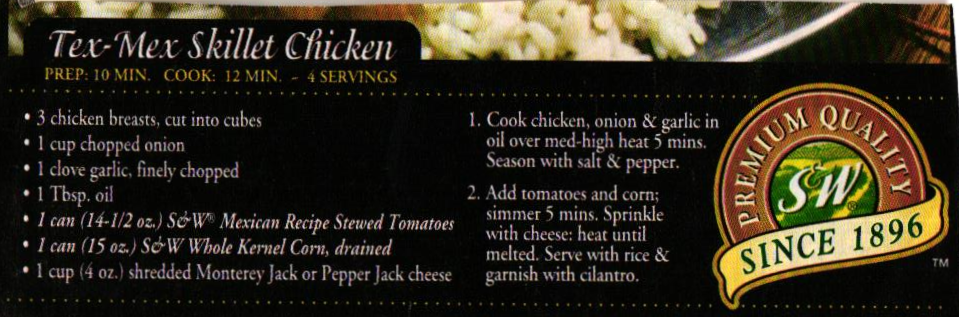 Tex-Mex Skillet Chicken
PREP: 10 MIN. COOK: 12 MIN. - 4 SERVINGS
• 3 chicken breasts, cut into cubes
• 1 cup chopped onion
• 1 clove garlic, finely chopped
• 1 Tbsp. oil
• 1 can (14-1/2 oz.) S&W® Mexican Recipe Stewed Tomatoes
• 1 can (15 oz.) S&W Whole Kernel Corn, drained
• 1 cup (4 oz.) shredded Monterey Jack or Pepper Jack cheese
1. Cook chicken, onion & garlic in
oil over med-high heat 5 mins.
Season with salt & pepper.
2. Add tomatoes and corn;
simmer 5 mins. Sprinkle
with cheese: heat until
melted. Serve with rice &
garnish with cilantro.
PREMIUM QUALITY
S&W®
SINCE 1896
TM